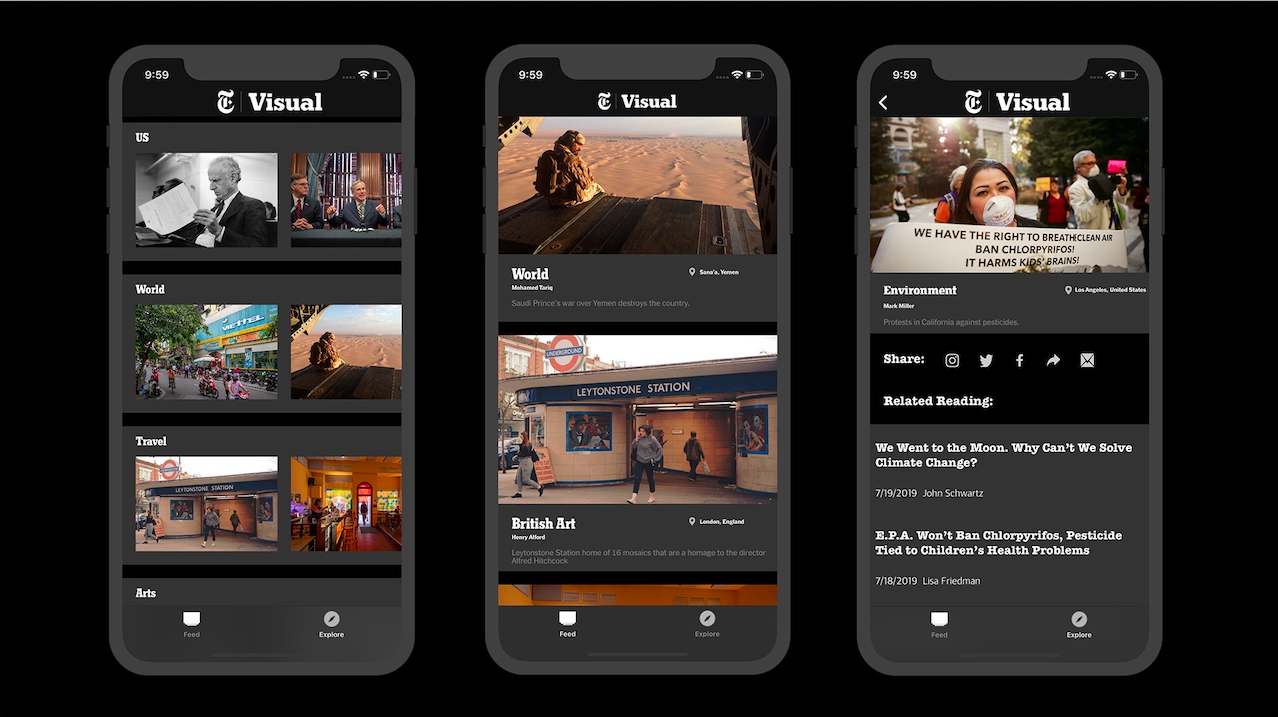 9:59
T Visual
US
World
VIETTEL
Travel
LEYTONSTONE STATION
Arts
Feed
Explore
9:59
T Visual
World
Sana'a, Yemen
Mohamed Tariq
Saudi Prince's war over Yemen destroys the country.
UNDERGROUND
LEYTONSTONE STATION
British Art
London, England
Henry Alford
Leytonstone Station home of 16 mosaics that are a homage to the director
Alfred Hitchcock
Feed
Explore
9:59
T Visual
WE HAVE THE RIGHT TO BREATHE CLEAN AIR
BAN CHLORPYRIFOS!
IT HARMS KIDS' BRAINS!
Environment
Los Angeles, United States
Mark Miller
Protests in California against pesticides.
Share:
Related Reading:
We Went to the Moon. Why Can't We Solve
Climate Change?
7/19/2019 John Schwartz
E.P.A. Won't Ban Chlorpyrifos, Pesticide
Tied to Children's Health Problems
7/18/2019 Lisa Friedman
Feed
Explore